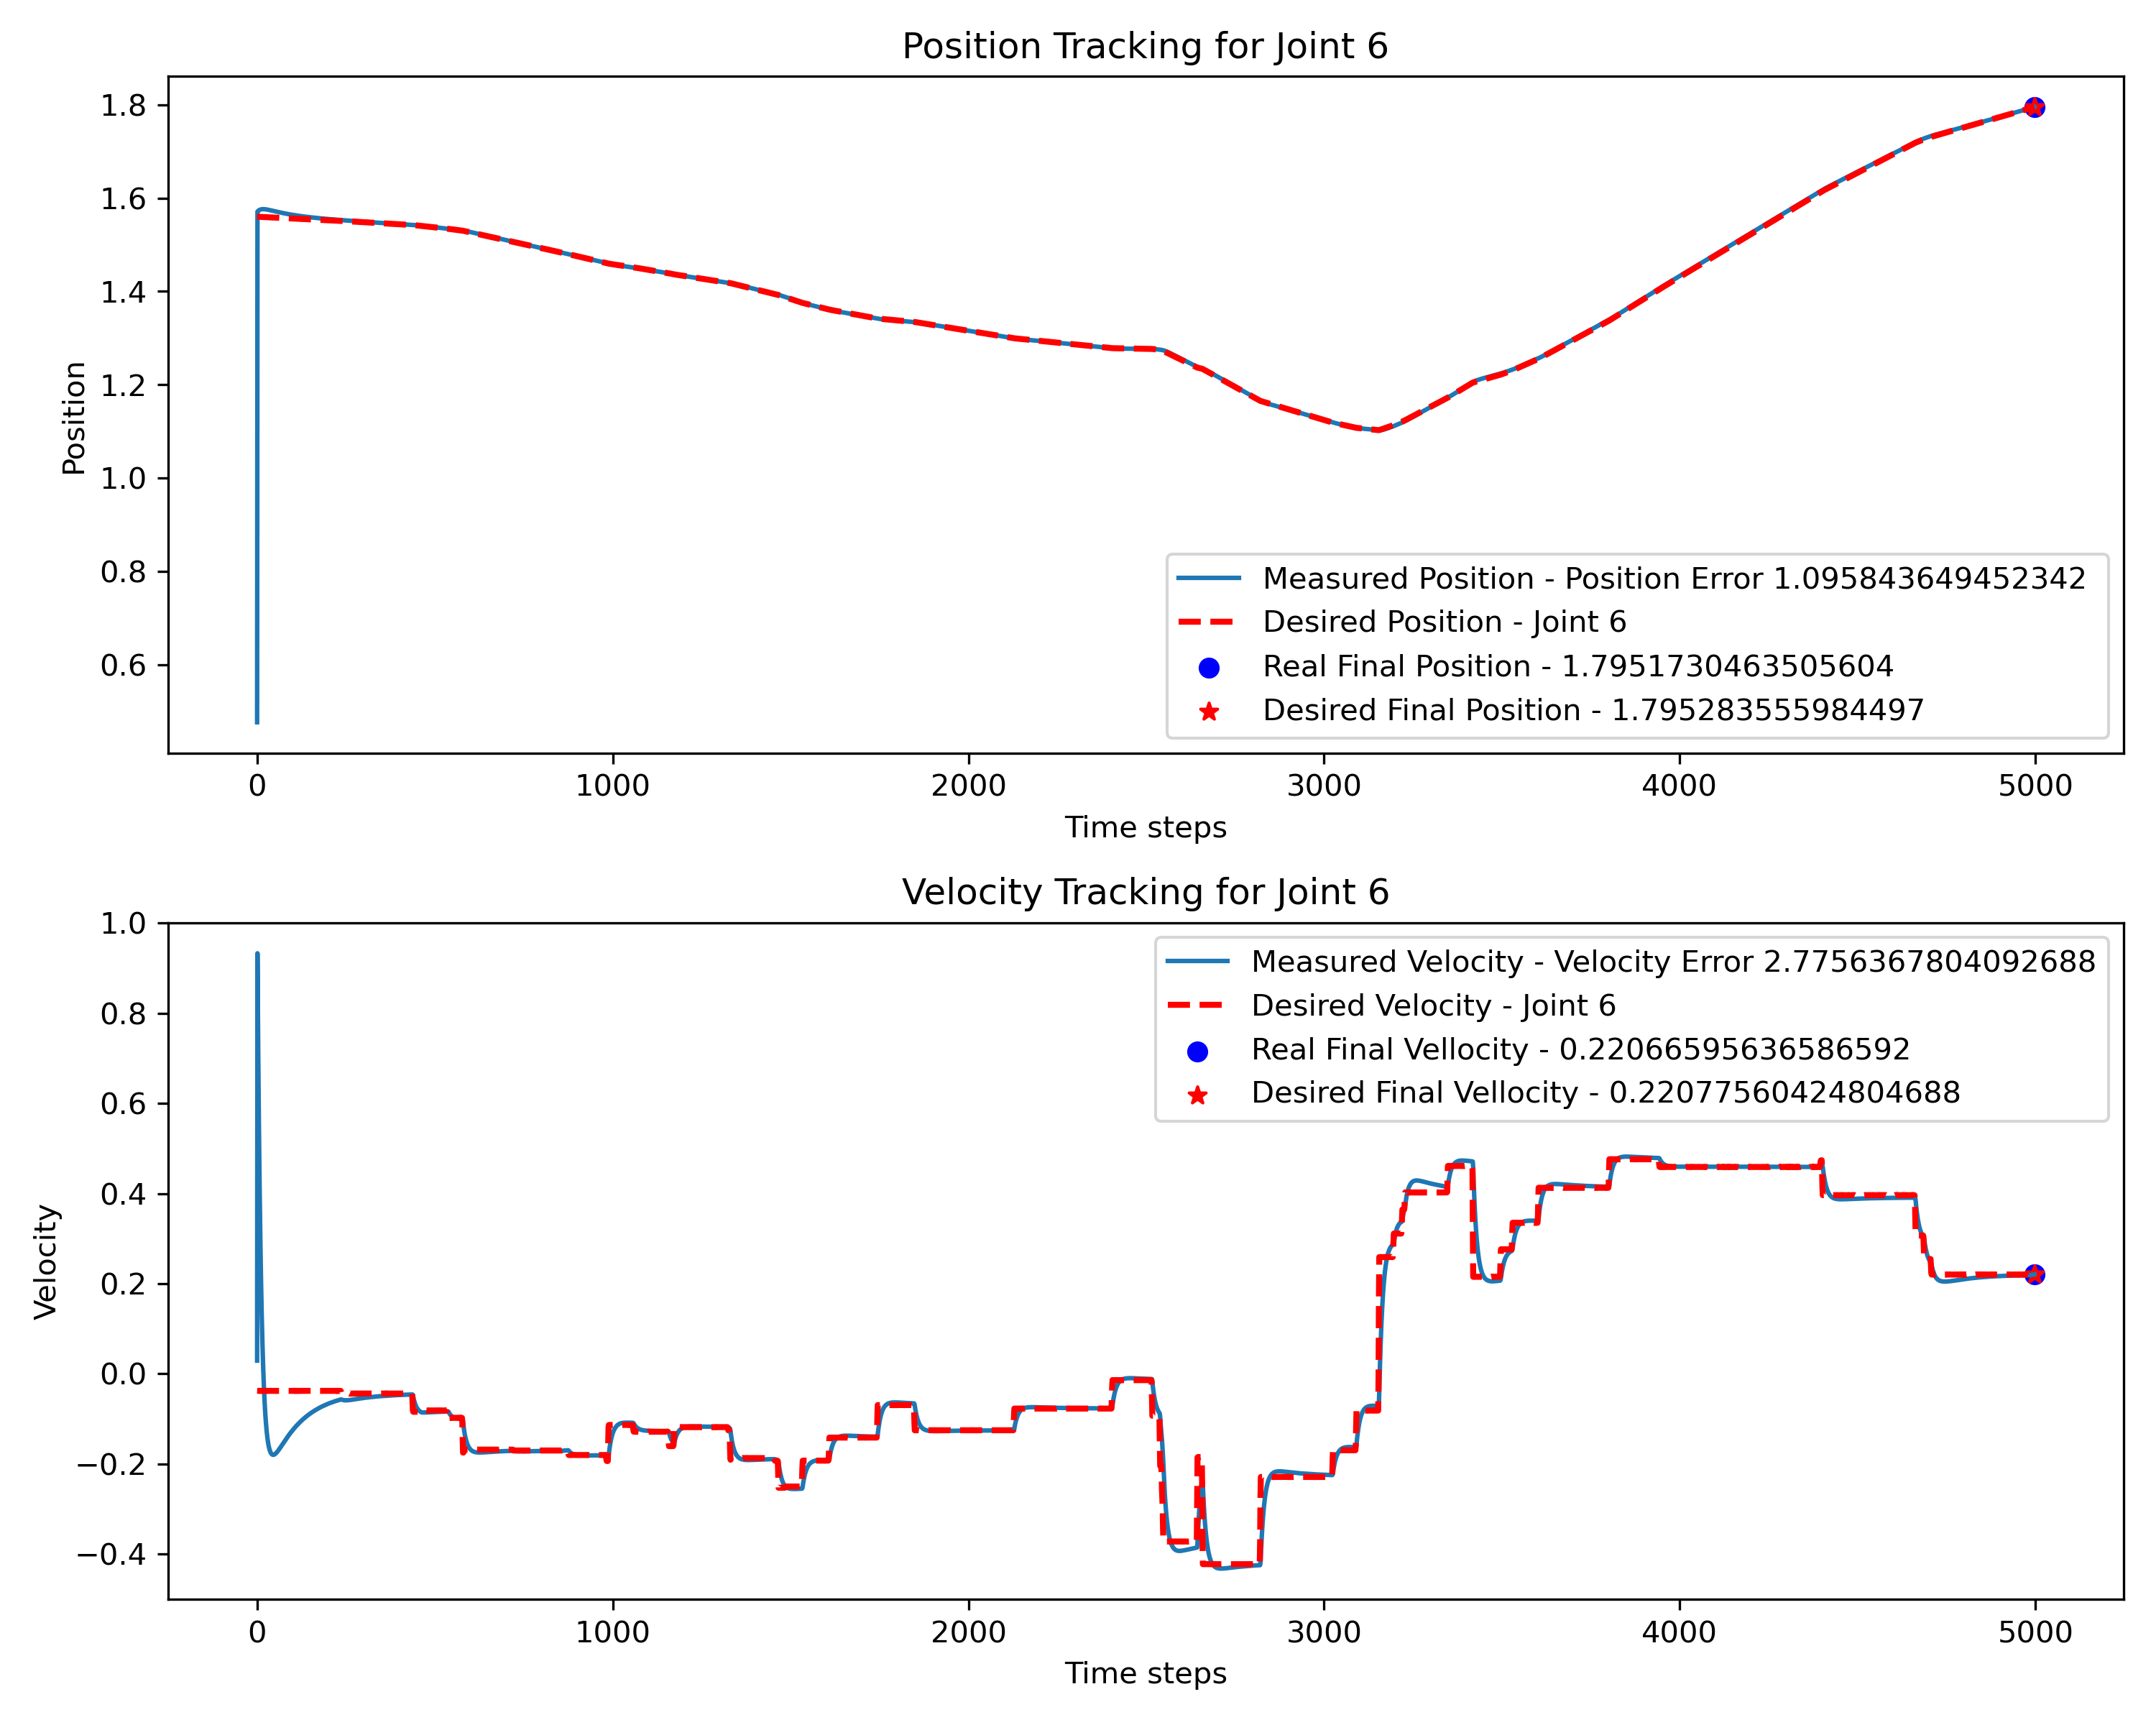 Position Tracking for Joint 6
1.8
1.6
1.4
1.2
1.0
0.8
0.6
Position
Measured Position - Position Error 1.095843649452342
Desired Position - Joint 6
Real Final Position - 1.7951730463505604
Desired Final Position - 1.795283555984497
0 1000 2000 3000 4000 5000
Time steps
Velocity Tracking for Joint 6
1.0
0.8
0.6
0.4
0.2
0.0
−0.2
−0.4
Velocity
Measured Velocity - Velocity Error 2.7756367804092688
Desired Velocity - Joint 6
Real Final Vellocity - 0.22066595636586592
Desired Final Vellocity - 0.22077560424804688
0 1000 2000 3000 4000 5000
Time steps